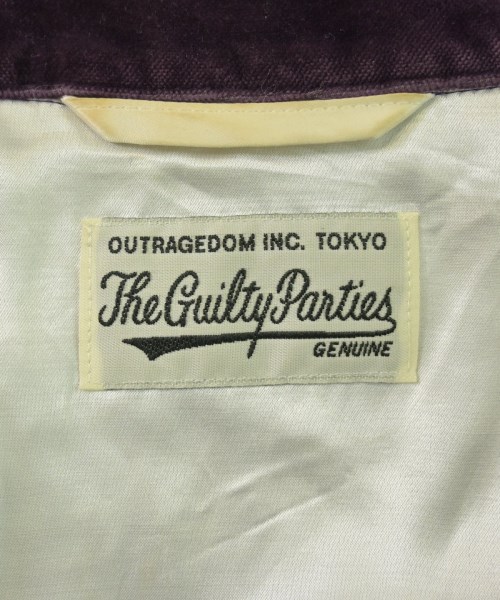 OUTRAGEDOM INC. TOKYO
The Guilty Parties
GENUINE